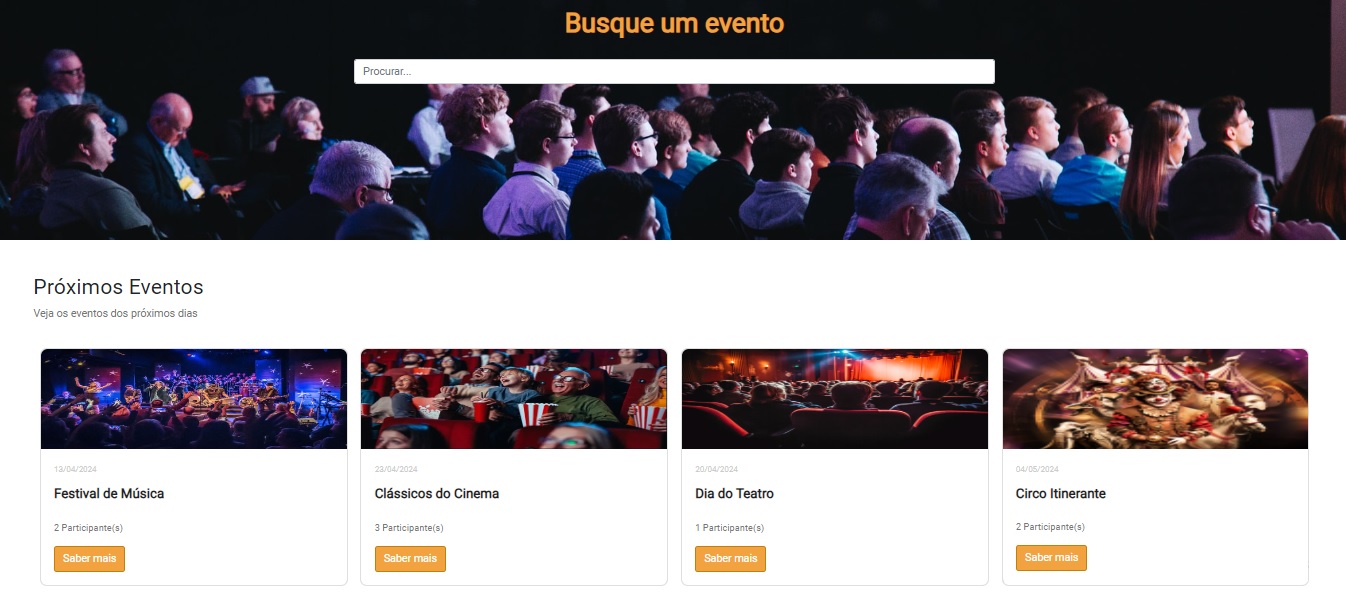 Busque um evento
Procurar...
Próximos Eventos
Veja os eventos dos próximos dias
13/04/2024
Festival de Música
2 Participante(s)
Saber mais
23/04/2024
Clássicos do Cinema
3 Participante(s)
Saber mais
20/04/2024
Dia do Teatro
1 Participante(s)
Saber mais
04/05/2024
Circo Itinerante
2 Participante(s)
Saber mais